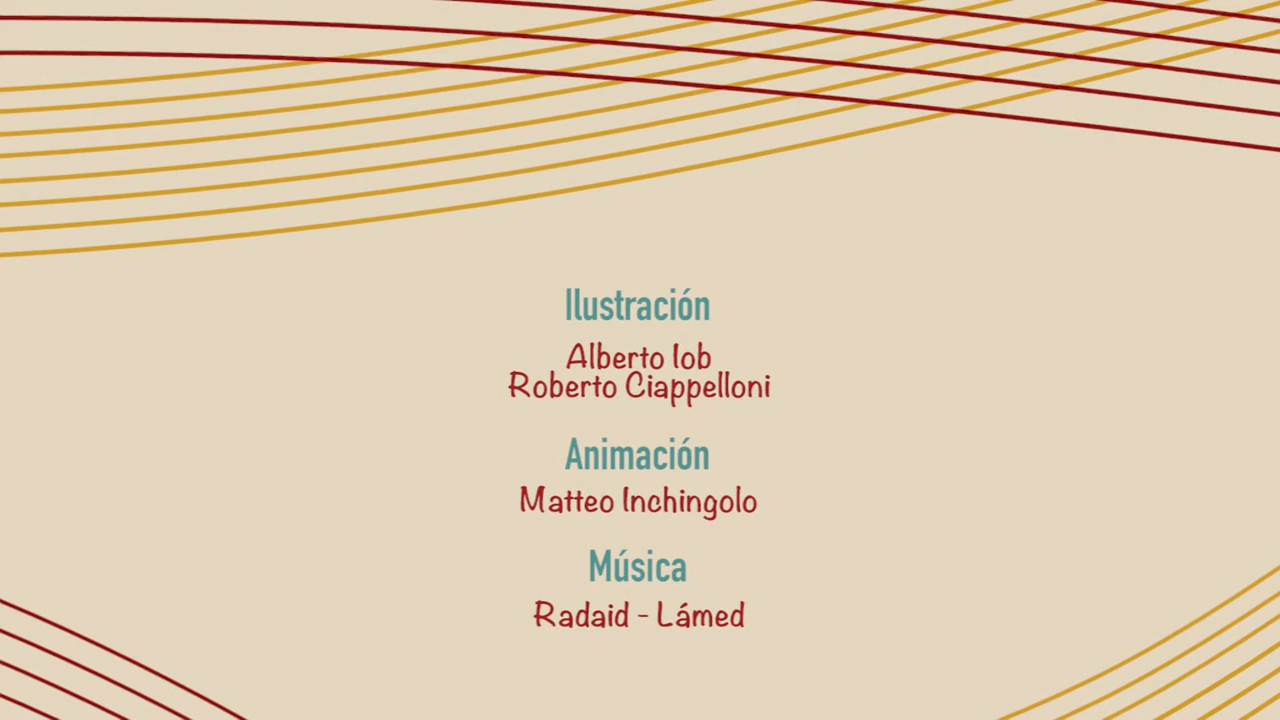 Ilustración
Alberto Iob
Roberto Ciappelloni
Animación
Matteo Inchingolo
Música
Radaid - Lámed